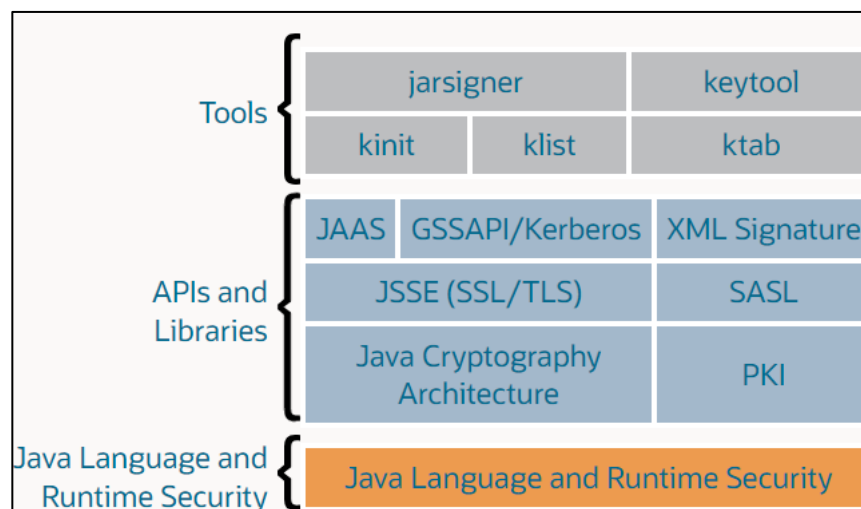 Tools
jarsigner
keytool
kinit
klist
ktab
APIs and
Libraries
JAAS
GSSAPI/Kerberos
XML Signature
JSSE (SSL/TLS)
SASL
Java Cryptography
Architecture
PKI
Java Language and
Runtime Security
Java Language and Runtime Security